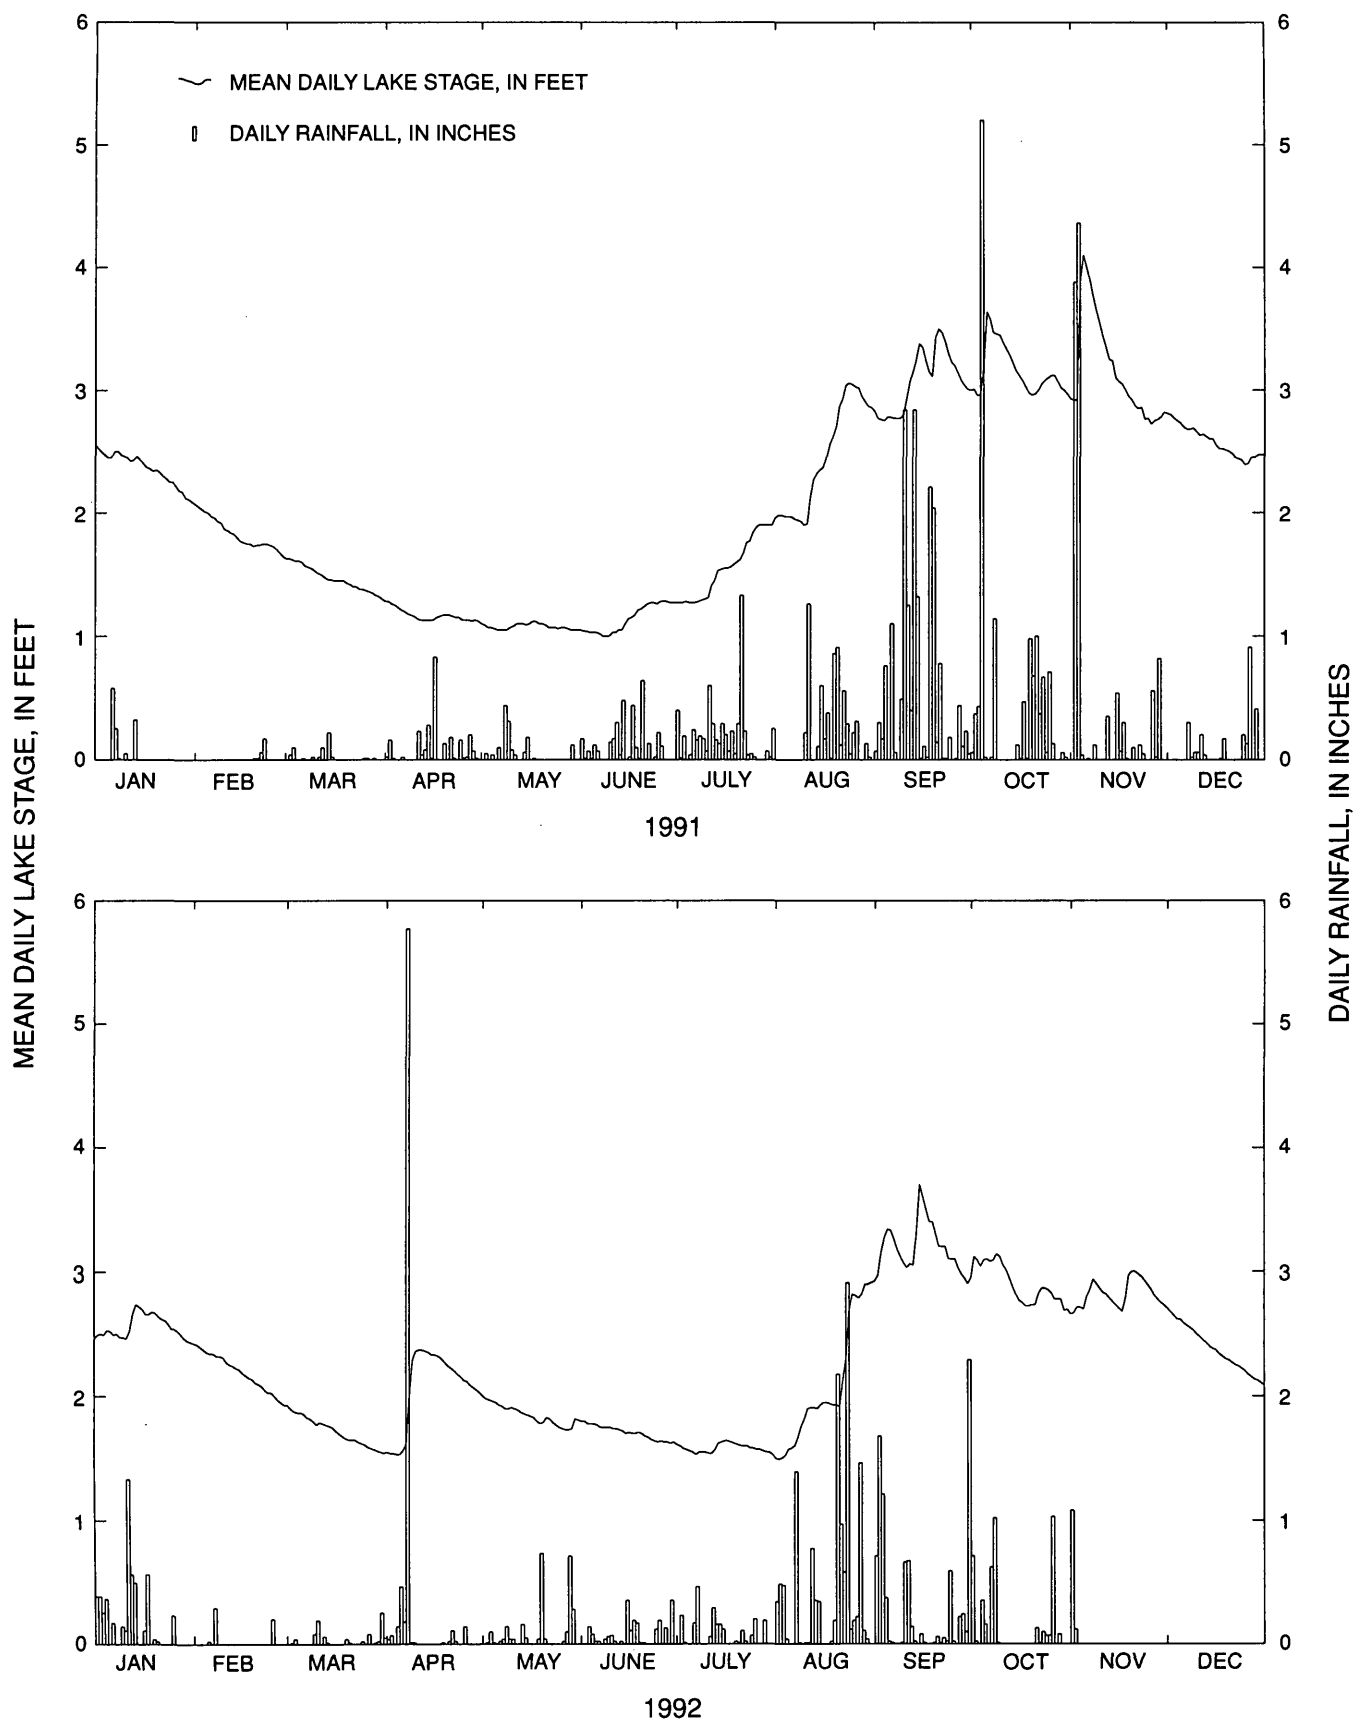 6 6
MEAN DAILY LAKE STAGE, IN FEET
DAILY RAINFALL, IN INCHES
5 5
4 4
3 3
2 2
1 1
0 0
JAN FEB MAR APR MAY JUNE JULY AUG SEP OCT NOV DEC
1991
MEAN DAILY LAKE STAGE, IN FEET
DAILY RAINFALL, IN INCHES
6 6
5 5
4 4
3 3
2 2
1 1
0 0
JAN FEB MAR APR MAY JUNE JULY AUG SEP OCT NOV DEC
1992